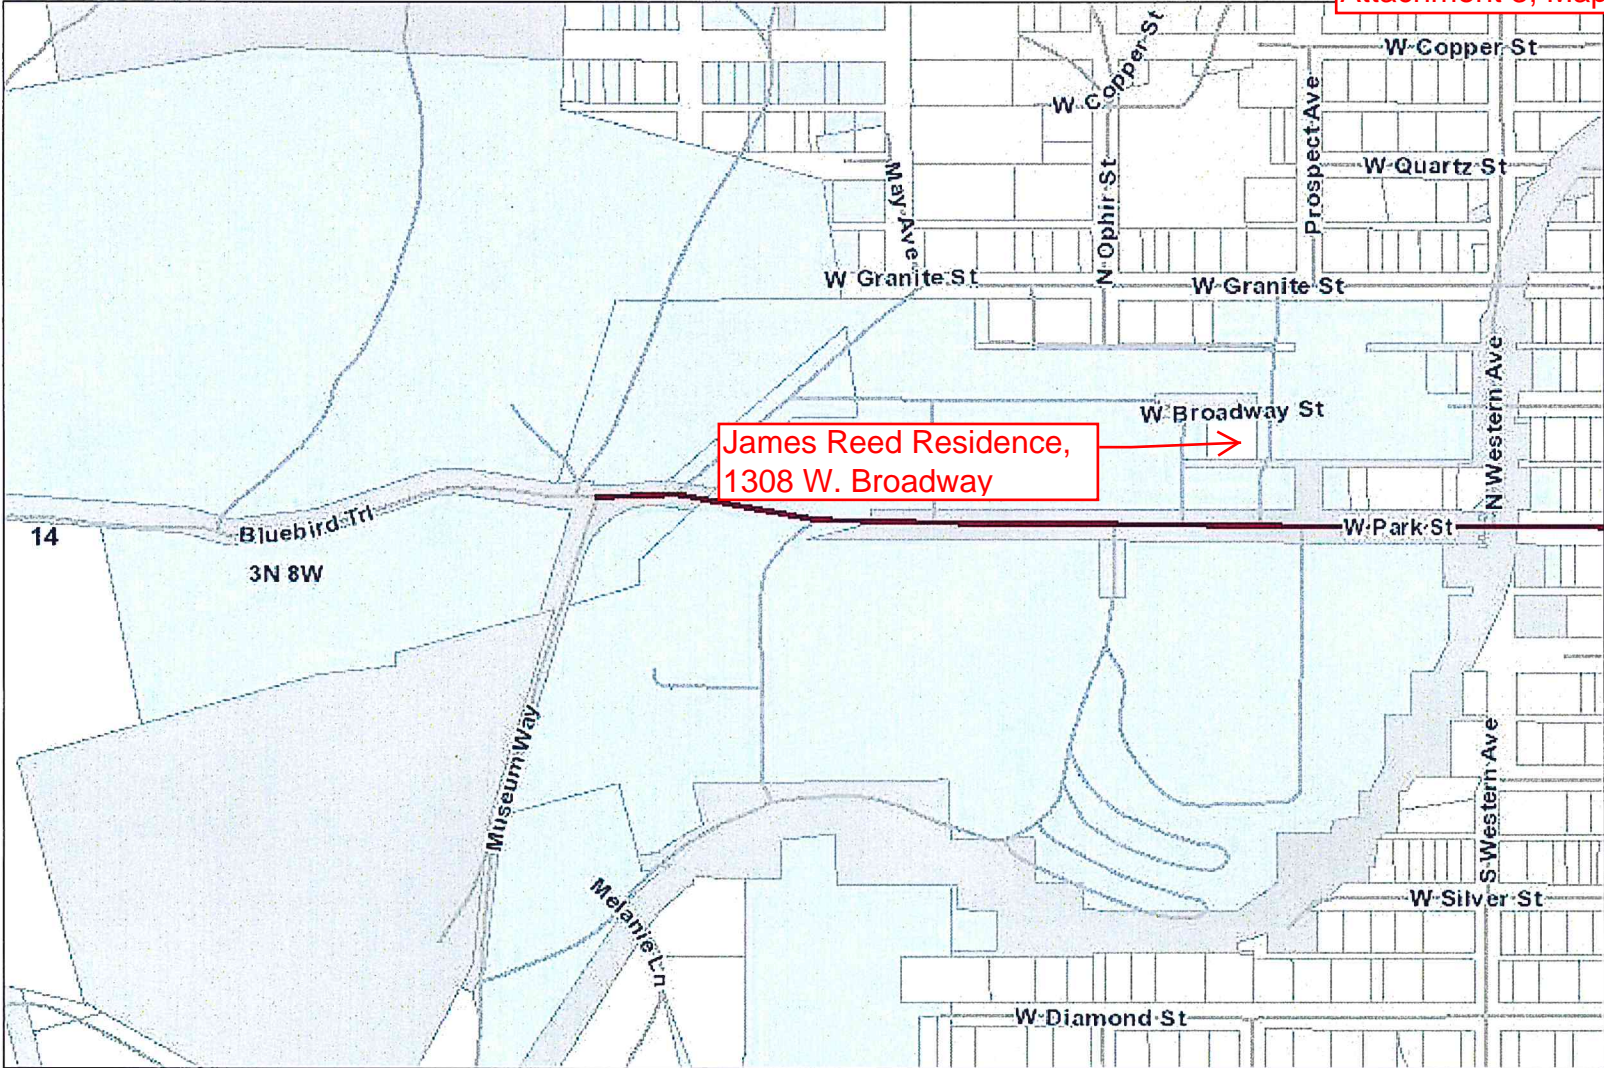 Attachment 3, Map
W Copper St
W Copper St
W Quartz St
Prospect Ave
May Ave
N Ophir St
W Granite St
W Granite St
N Western Ave
W Broadway St
James Reed Residence,
1308 W. Broadway
W Park St
Bluebird Trl
14
3N 8W
Museum Way
S Western Ave
Melanie Ln
W Silver St
W Diamond St